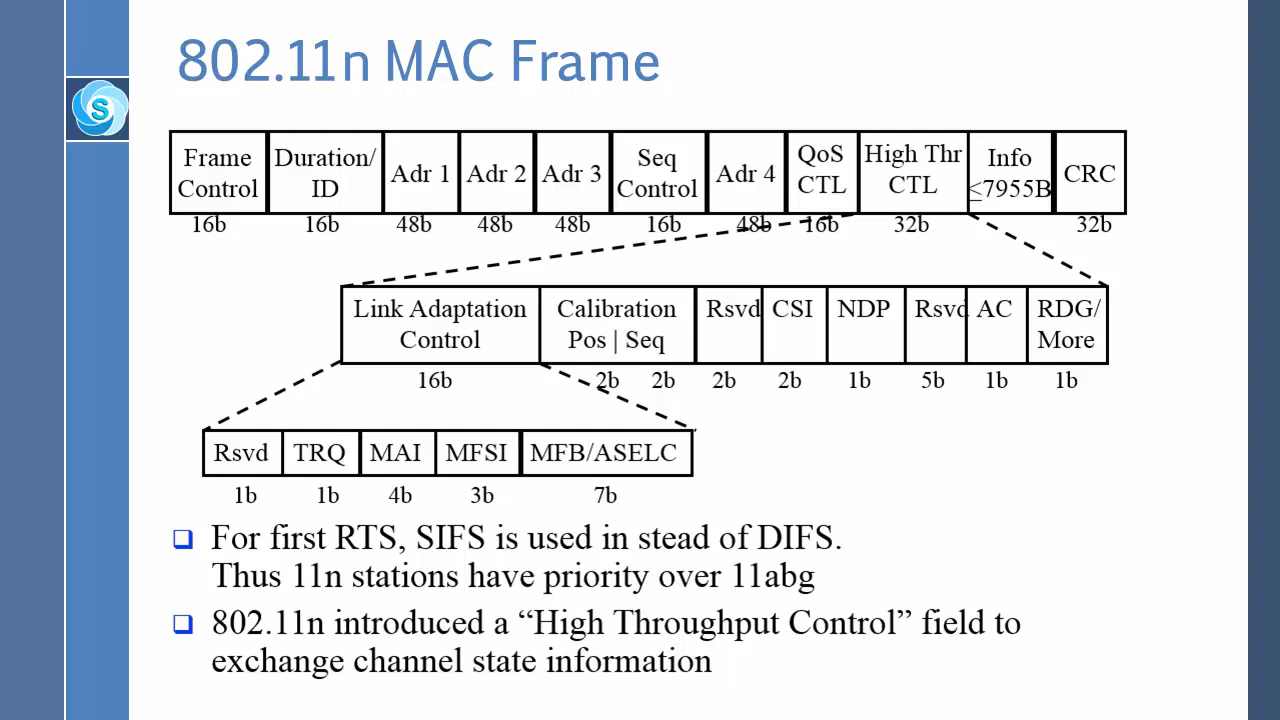 802.11n MAC Frame
S
Frame Control
Duration/ ID
Adr 1
Adr 2
Adr 3
Seq Control
Adr 4
QoS CTL
High Thr CTL
Info ≤7955B
CRC
16b 16b 48b 48b 48b 16b 48b 16b 32b 32b
Link Adaptation Control
Calibration Pos | Seq
Rsvd
CSI
NDP
Rsvd
AC
RDG/ More
16b 2b 2b 2b 2b 1b 5b 1b 1b
Rsvd TRQ MAI MFSI MFB/ASELC
1b 1b 4b 3b 7b
For first RTS, SIFS is used in stead of DIFS.
Thus 11n stations have priority over 11abg
802.11n introduced a “High Throughput Control” field to
exchange channel state information